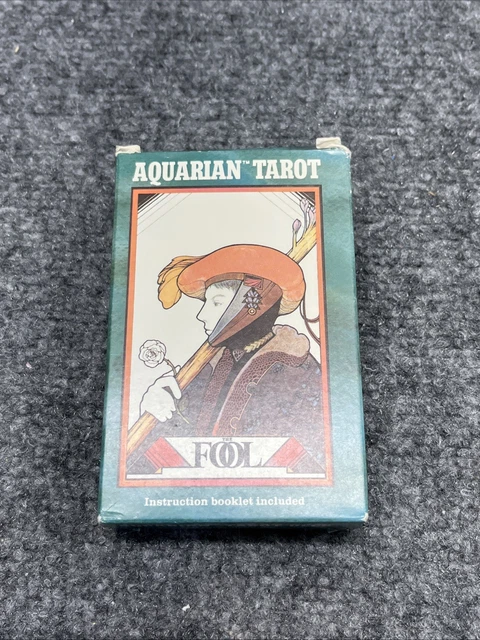 AQUARIAN™ TAROT
THE
FOOL
Instruction booklet included